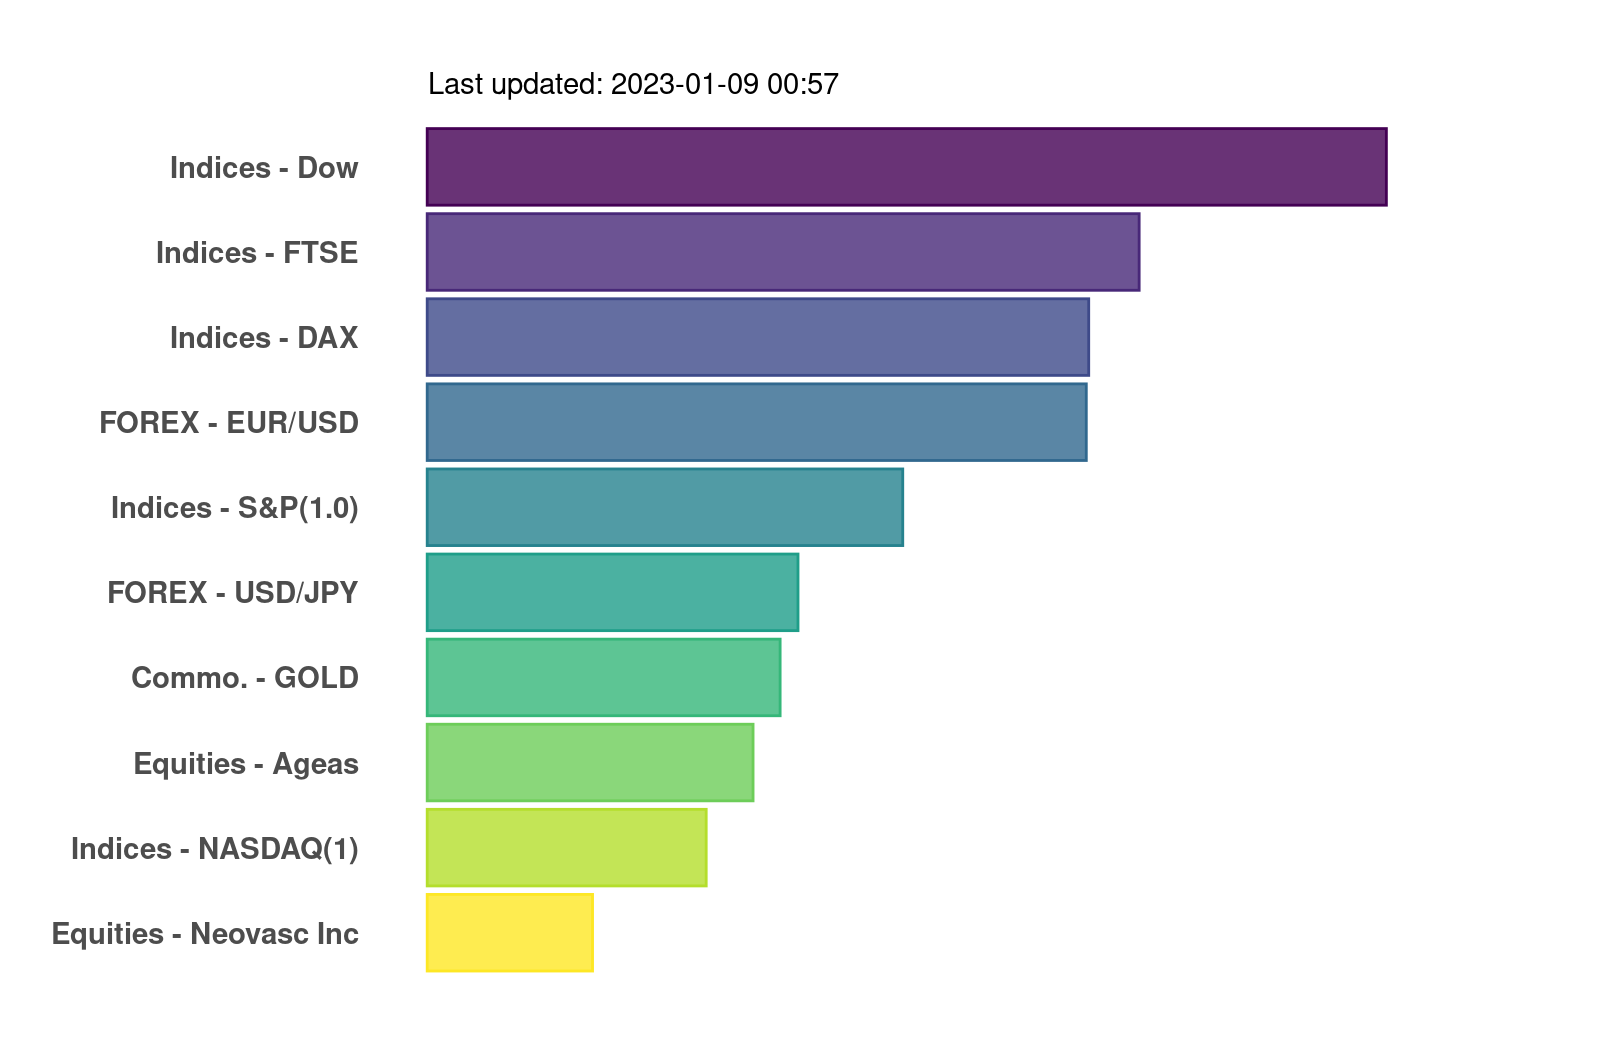 Last updated: 2023-01-09 00:57
Indices - Dow
Indices - FTSE
Indices - DAX
FOREX - EUR/USD
Indices - S&P(1.0)
FOREX - USD/JPY
Commo. - GOLD
Equities - Ageas
Indices - NASDAQ(1)
Equities - Neovasc Inc